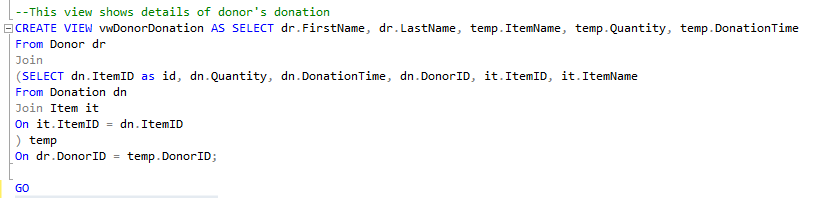 --This view shows details of donor's donation
CREATE VIEW vwDonorDonation AS SELECT dr.FirstName, dr.LastName, temp.ItemName, temp.Quantity, temp.DonationTime
From Donor dr
Join
(SELECT dn.ItemID as id, dn.Quantity, dn.DonationTime, dn.DonorID, it.ItemID, it.ItemName
From Donation dn
Join Item it
On it.ItemID = dn.ItemID
) temp
On dr.DonorID = temp.DonorID;
GO